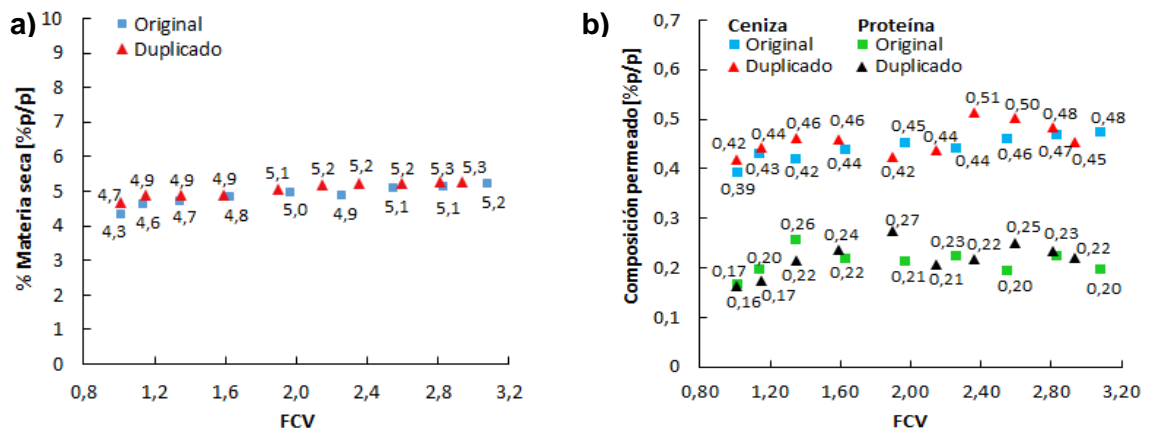 a)
Original
Duplicado
% Materia seca [%p/p]
10
9
8
7
6
5
4
3
2
1
0
4,7 4,9 4,9 4,9 5,1 5,2 5,2 5,2 5,3 5,3
4,3 4,6 4,7 4,8 5,0 4,9 5,1 5,1 5,2
0,8 1,2 1,6 2,0 2,4 2,8 3,2
FCV
b)
Ceniza Proteína
Original Original
Duplicado Duplicado
Composición permeado [%p/p]
0,7
0,6
0,5
0,4
0,3
0,2
0,1
0
0,42 0,44 0,46 0,46 0,45 0,44 0,51 0,50 0,48 0,48
0,39 0,43 0,42 0,44 0,42 0,44 0,46 0,47 0,45
0,17 0,20 0,26 0,24 0,27 0,23 0,22 0,25 0,23 0,22
0,16 0,17 0,22 0,22 0,21 0,21 0,20 0,20
0,80 1,20 1,60 2,00 2,40 2,80 3,20
FCV